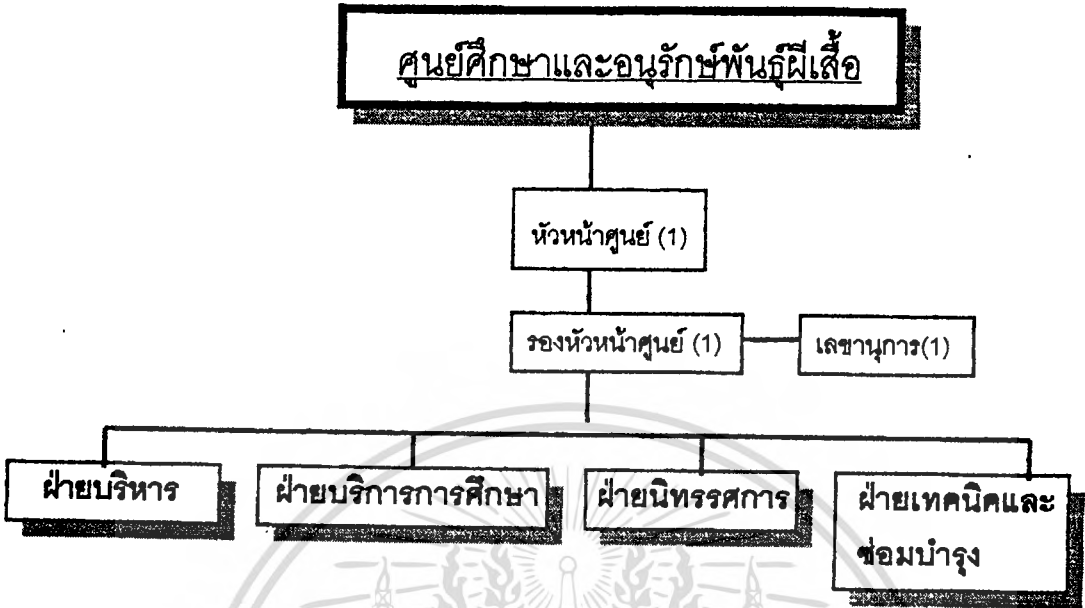 ศูนย์ศึกษาและอนุรักษ์พันธุ์ผีเสื้อ
หัวหน้าศูนย์ (1)
รองหัวหน้าศูนย์ (1)
เลขานุการ(1)
ฝ่ายบริหาร
ฝ่ายบริการการศึกษา
ฝ่ายนิทรรศการ
ฝ่ายเทคนิคและ
ซ่อมบำรุง